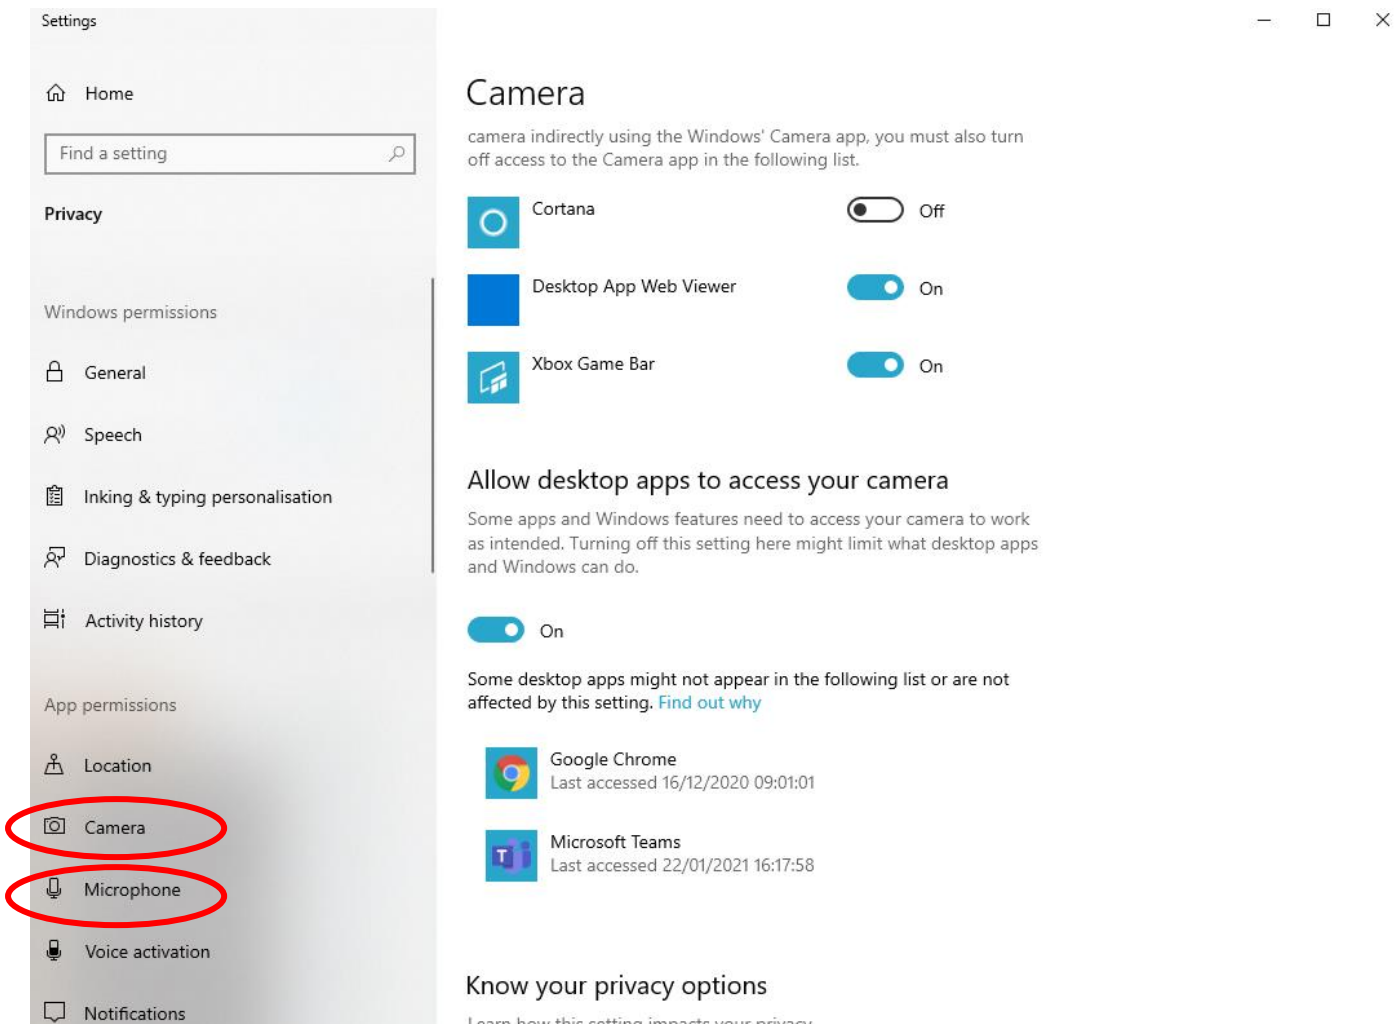 Settings
Home
Find a setting
Privacy
Windows permissions
General
Speech
Inking & typing personalisation
Diagnostics & feedback
Activity history
App permissions
Location
Camera
Microphone
Voice activation
Notifications
Camera
camera indirectly using the Windows' Camera app, you must also turn
off access to the Camera app in the following list.
Cortana
Off
Desktop App Web Viewer
On
Xbox Game Bar
On
Allow desktop apps to access your camera
Some apps and Windows features need to access your camera to work
as intended. Turning off this setting here might limit what desktop apps
and Windows can do.
On
Some desktop apps might not appear in the following list or are not
affected by this setting. Find out why
Google Chrome
Last accessed 16/12/2020 09:01:01
Microsoft Teams
Last accessed 22/01/2021 16:17:58
Know your privacy options
Learn how this setting impacts your privacy